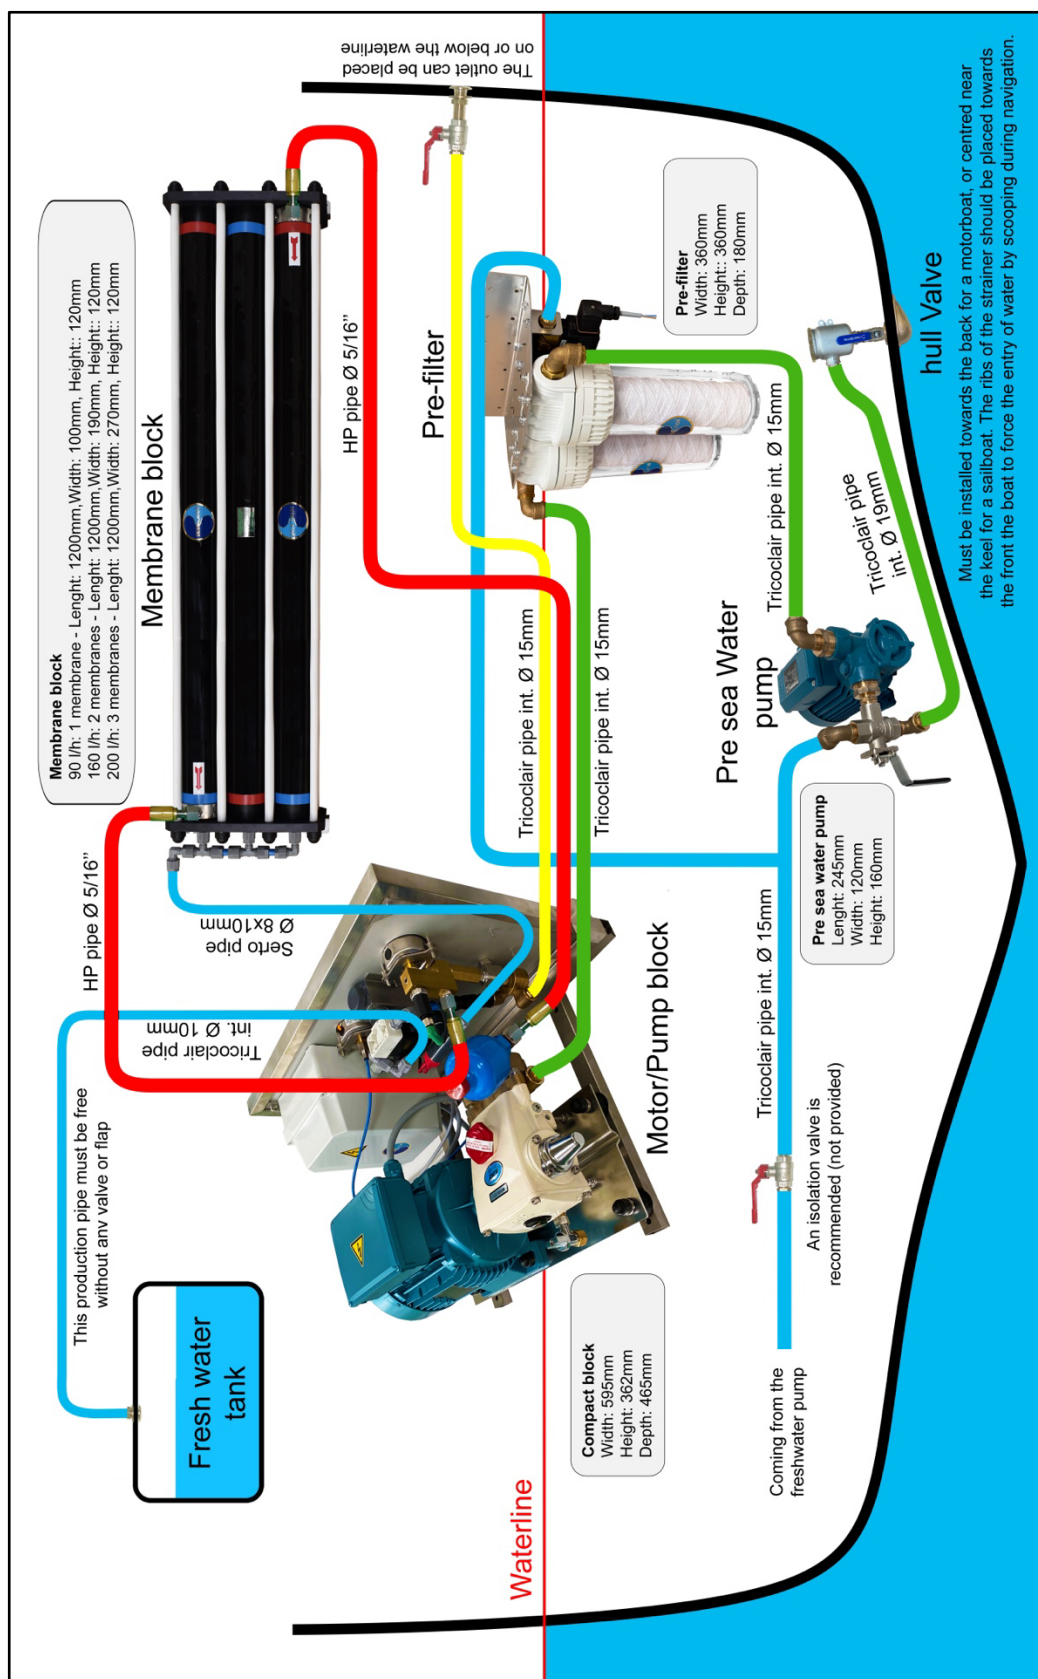 Membrane block
90 l/h: 1 membrane - Lenght: 1200mm,Width: 100mm, Height:: 120mm
160 l/h: 2 membranes - Lenght: 1200mm,Width: 190mm, Height:: 120mm
200 l/h: 3 membranes - Lenght: 1200mm,Width: 270mm, Height:: 120mm
Membrane block
The outlet can be placed
on or below the waterline
HP pipe Ø 5/16”
HP pipe Ø 5/16”
Serto pipe
Ø 8x10mm
Tricoclair pipe
int. Ø 10mm
This production pipe must be free
without anv valve or flap
Fresh water
tank
Pre-filter
Pre-filter
Width: 360mm
Height:: 360mm
Depth: 180mm
Tricoclair pipe int. Ø 15mm
Tricoclair pipe int. Ø 15mm
Tricoclair pipe int. Ø 15mm
Motor/Pump block
Compact block
Width: 595mm
Height: 362mm
Depth: 465mm
Waterline
Pre sea Water
pump
Pre sea water pump
Lenght: 245mm
Width: 120mm
Height: 160mm
Tricoclair pipe
int. Ø 19mm
hull Valve
Tricoclair pipe int. Ø 15mm
An isolation valve is
recommended (not provided)
Coming from the
freshwater pump
Must be installed towards the back for a motorboat, or centred near
the keel for a sailboat. The ribs of the strainer should be placed towards
the front the boat to force the entry of water by scooping during navigation.